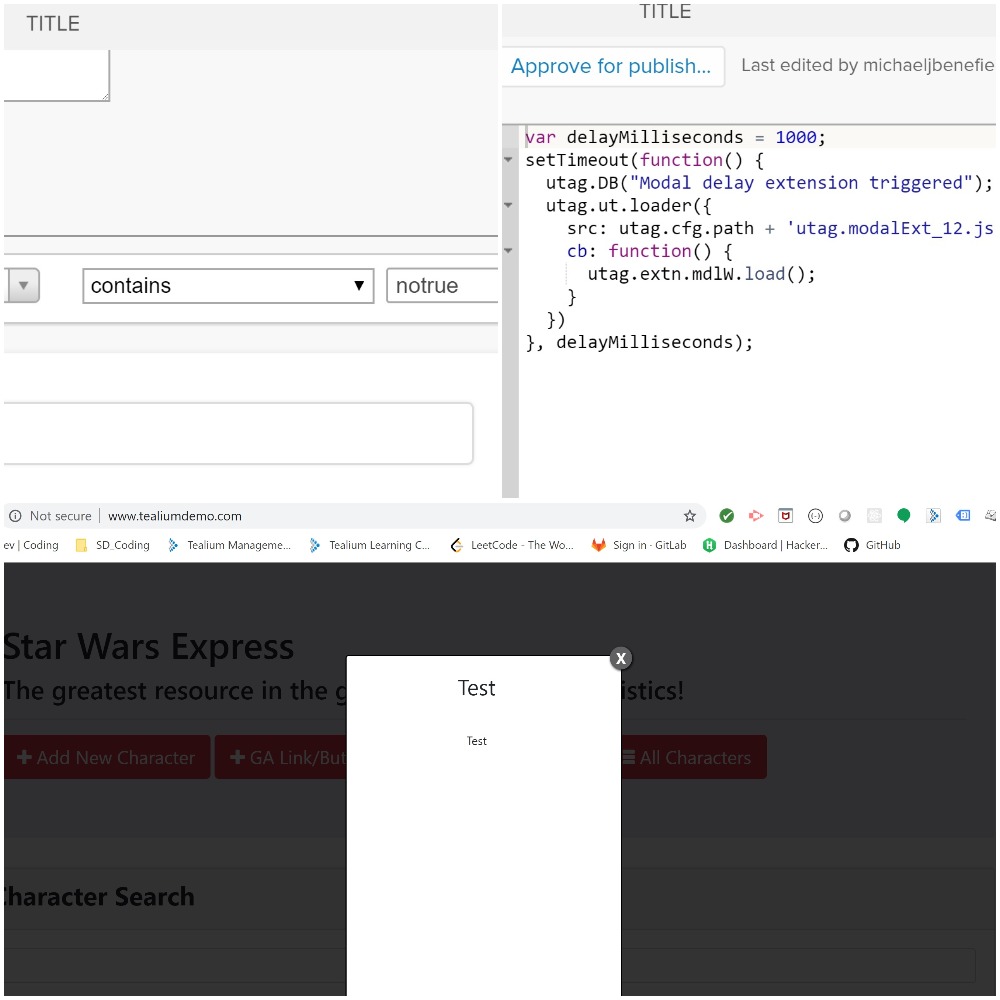 TITLE
contains
notrue
TITLE
Approve for publish...
Last edited by michaeljbenefie
var delayMilliseconds = 1000;
setTimeout(function() {
utag.DB("Modal delay extension triggered");
utag.ut.loader({
src: utag.cfg.path + 'utag.modalExt_12.js
cb: function() {
utag.extn.mdlW.load();
}
})
}, delayMilliseconds);
Not secure | www.tealiumdemo.com
ev | Coding SD_Coding Tealium Manageme... Tealium Learning C... LeetCode - The Wo... Sign in · GitLab Dashboard | Hacker... GitHub
Star Wars Express
The greatest resource in the g istics!
Add New Character GA Link/But All Characters
X
Test
Test
haracter Search